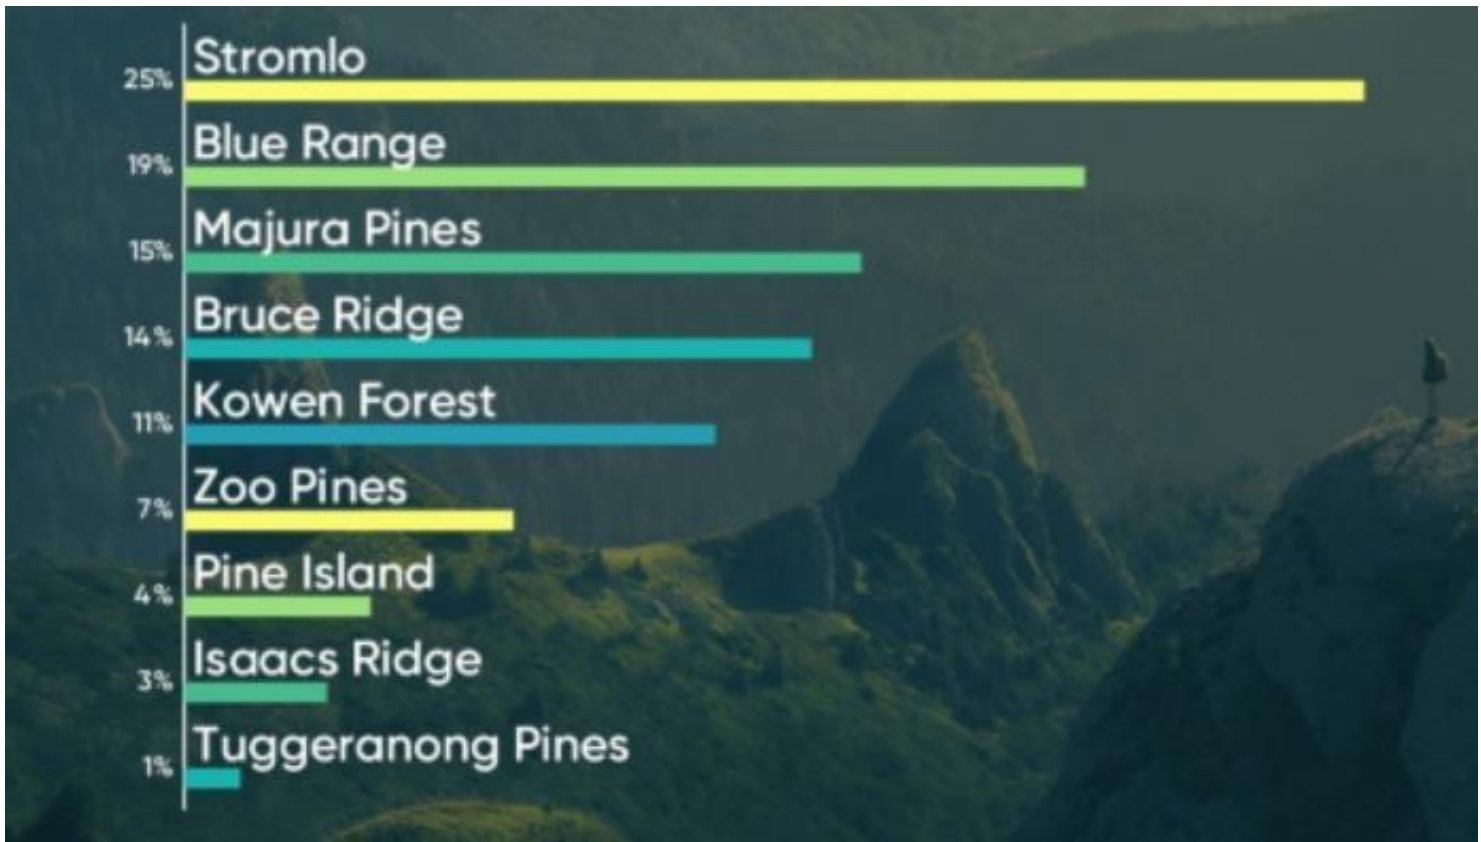 Stromlo
25%
Blue Range
19%
Majura Pines
15%
Bruce Ridge
14%
Kowen Forest
11%
Zoo Pines
7%
Pine Island
4%
Isaacs Ridge
3%
Tuggeranong Pines
1%